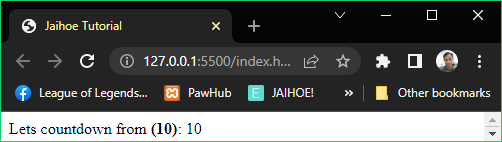 Jaihoe Tutorial
127.0.0.1:5500/index.h...
League of Legends... PawHub E JAIHOE! » Other bookmarks
Lets countdown from (10): 10